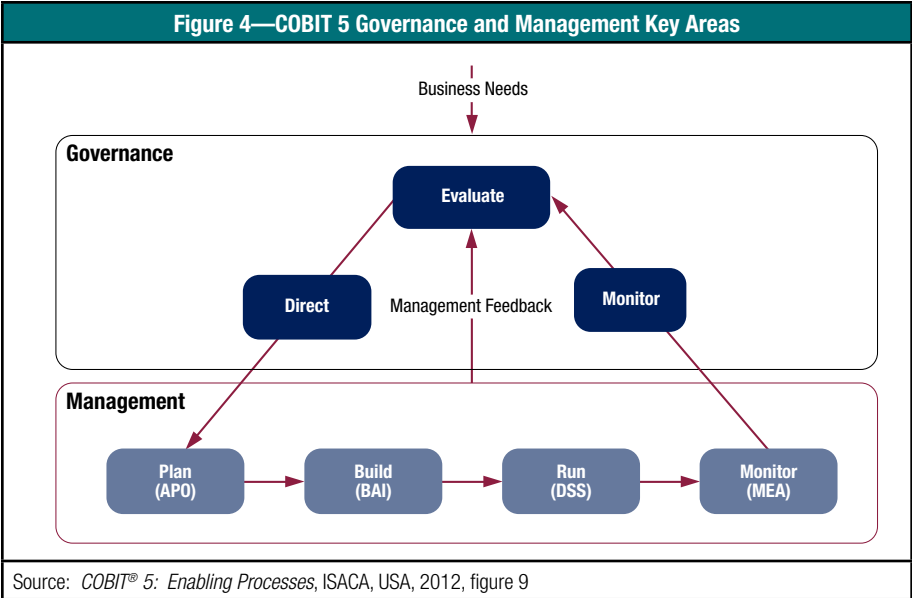 Figure 4—COBIT 5 Governance and Management Key Areas
Business Needs
Governance
Evaluate
Direct
Management Feedback
Monitor
Management
Plan
(APO)
Build
(BAI)
Run
(DSS)
Monitor
(MEA)
Source: COBIT® 5: Enabling Processes, ISACA, USA, 2012, figure 9